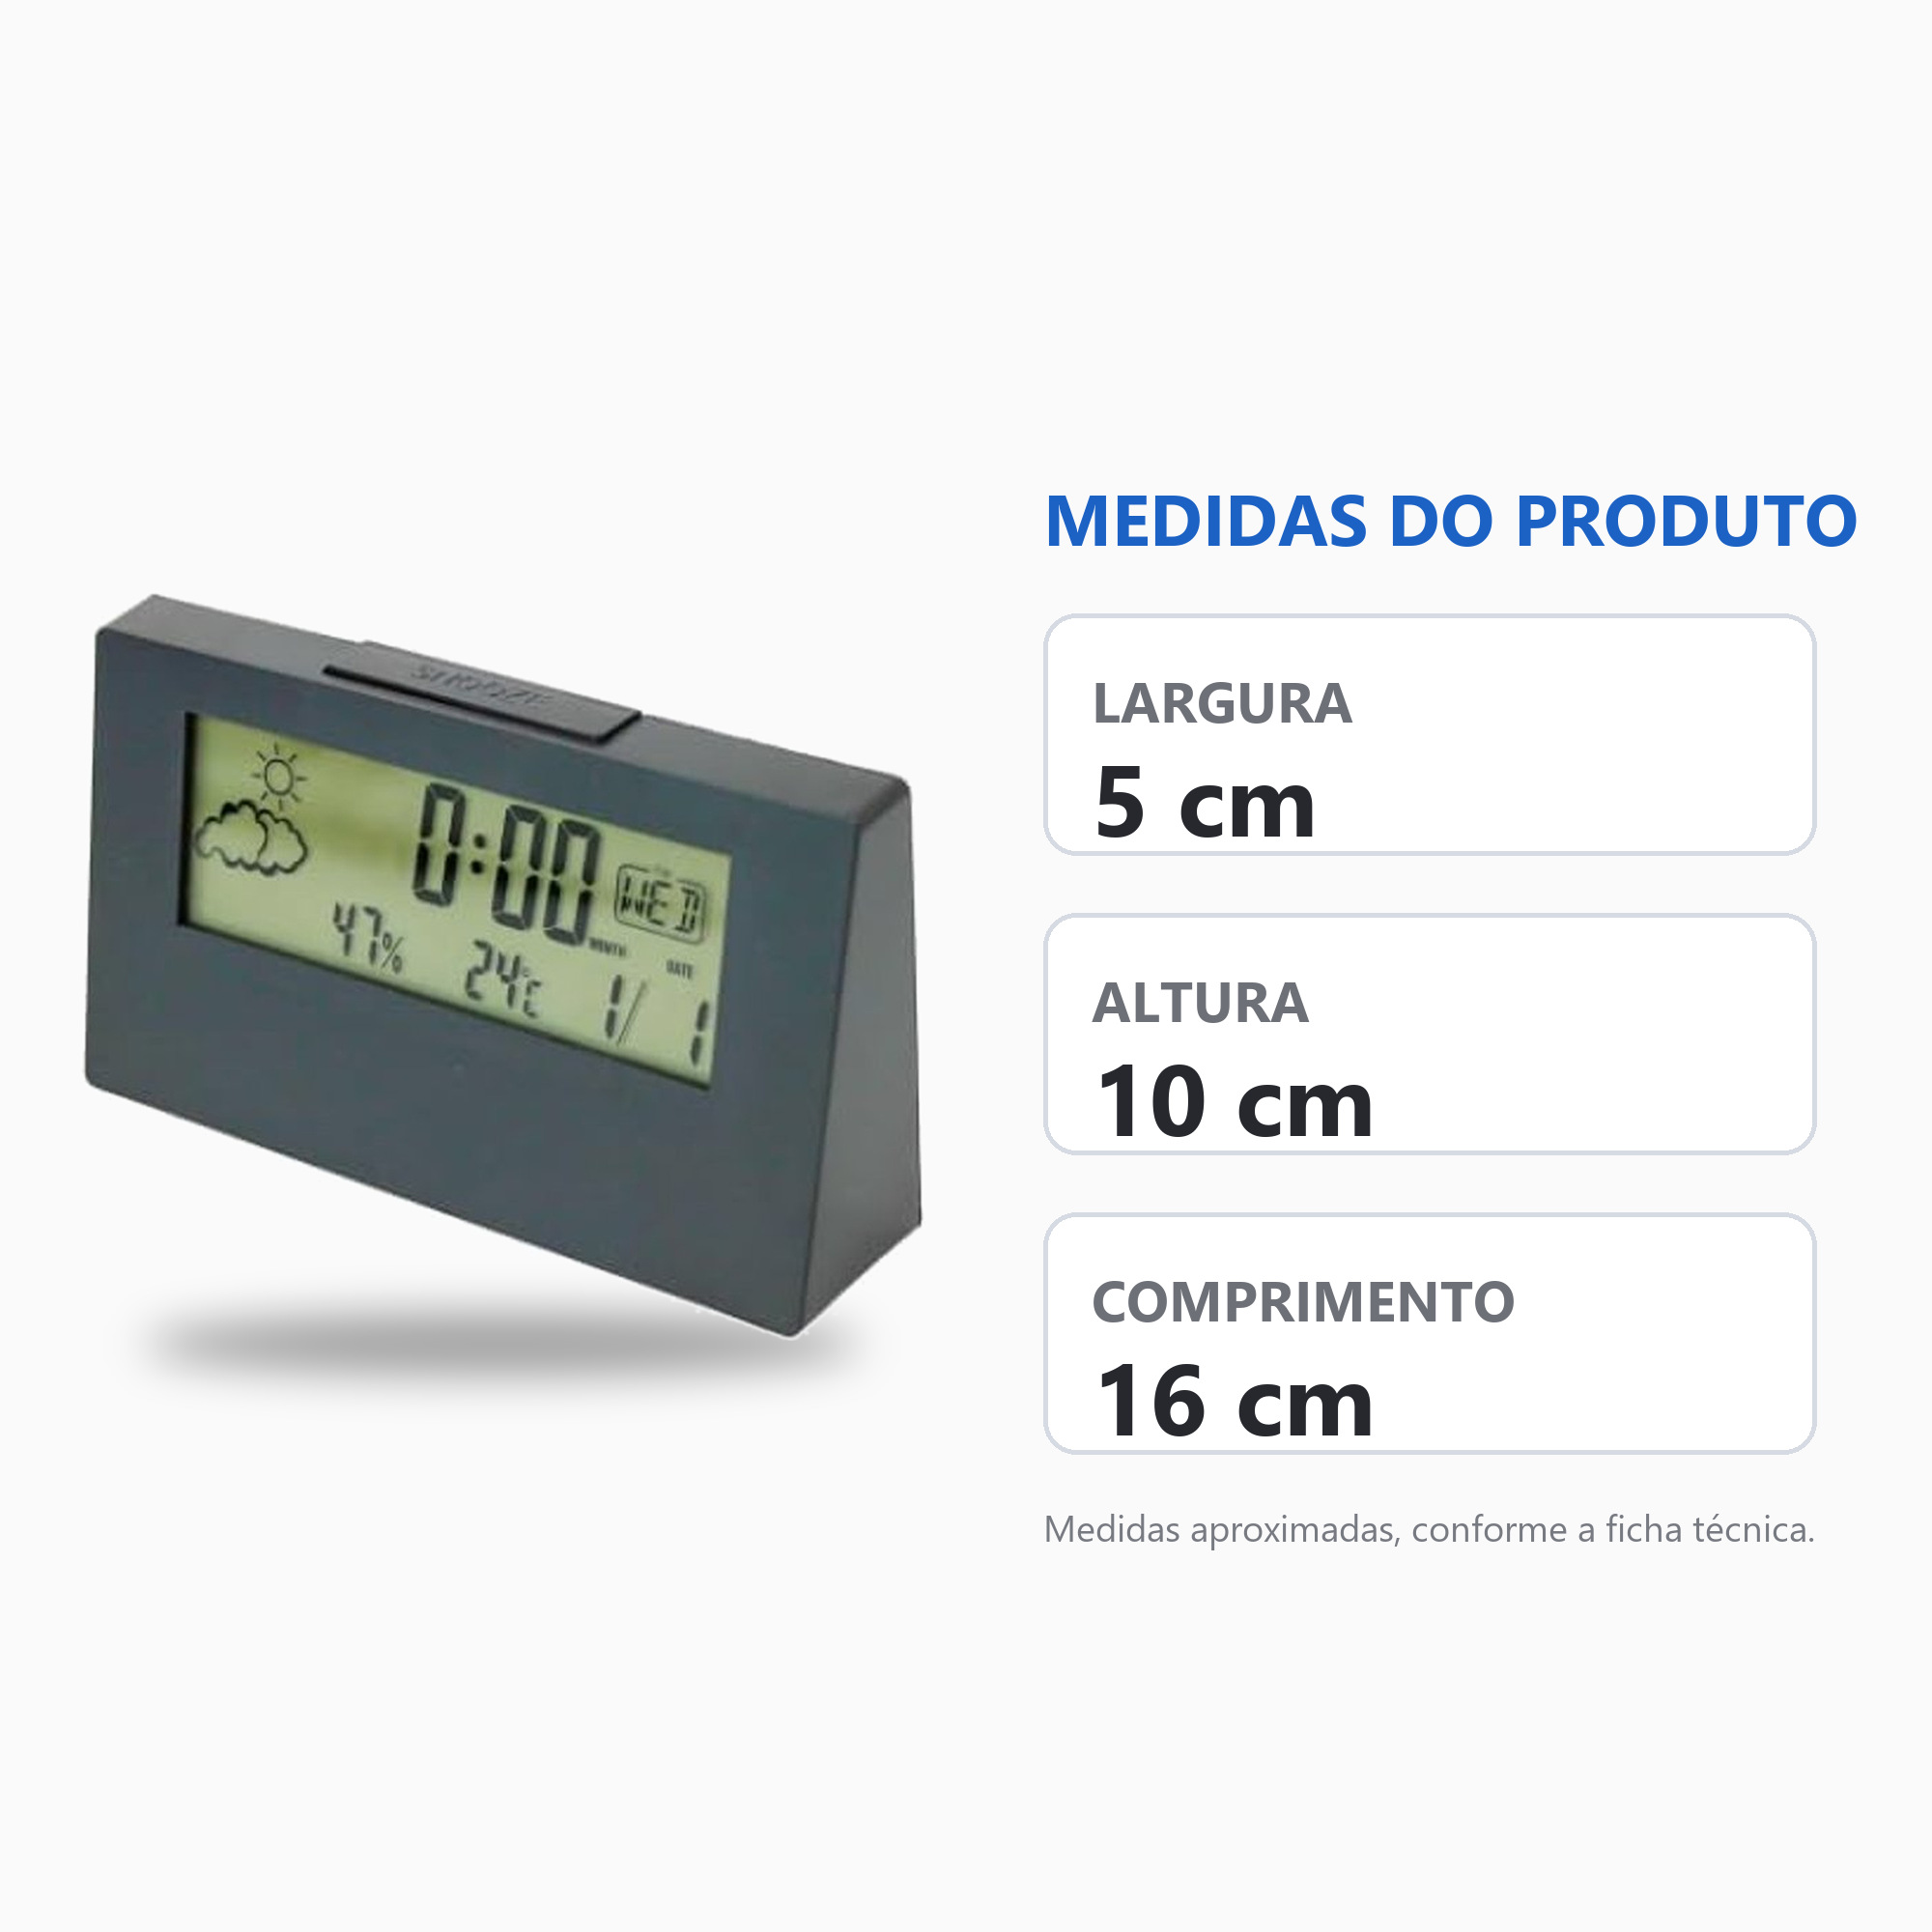 MEDIDAS DO PRODUTO
LARGURA
5 cm
ALTURA
10 cm
COMPRIMENTO
16 cm
Medidas aproximadas, conforme a ficha técnica.
SNOOZE
0:00
WED
MONTH
DATE
47%
24°C
1/ 1